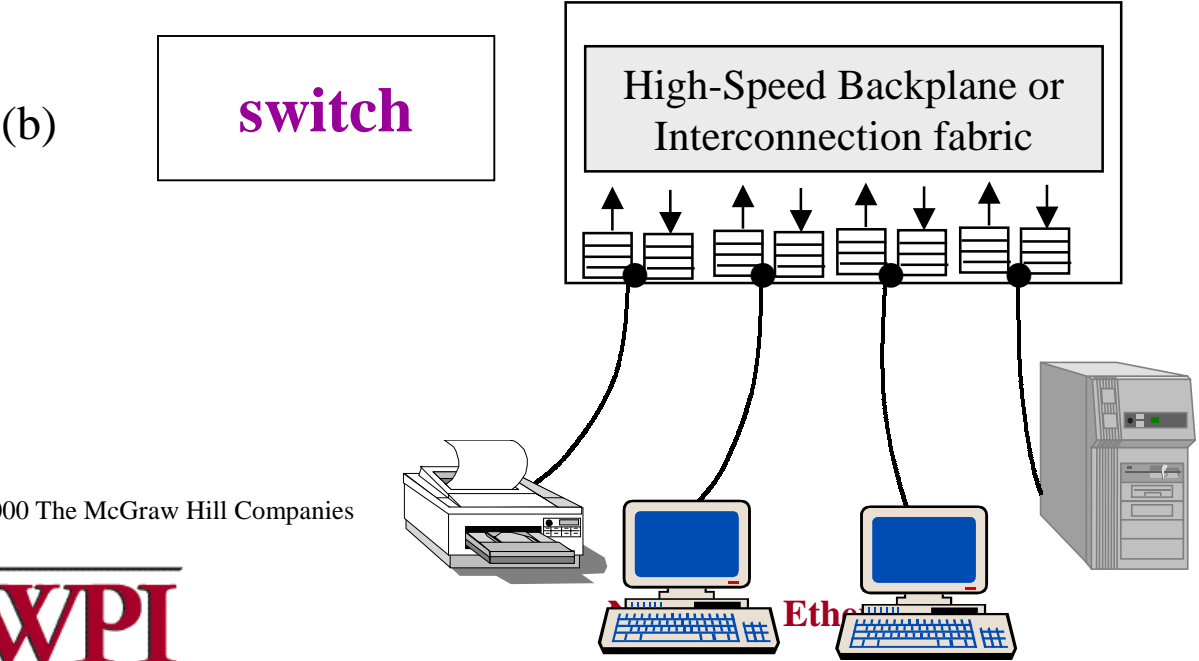 High-Speed Backplane or
Interconnection fabric
(b)
switch
000 The McGraw Hill Companies
WPI